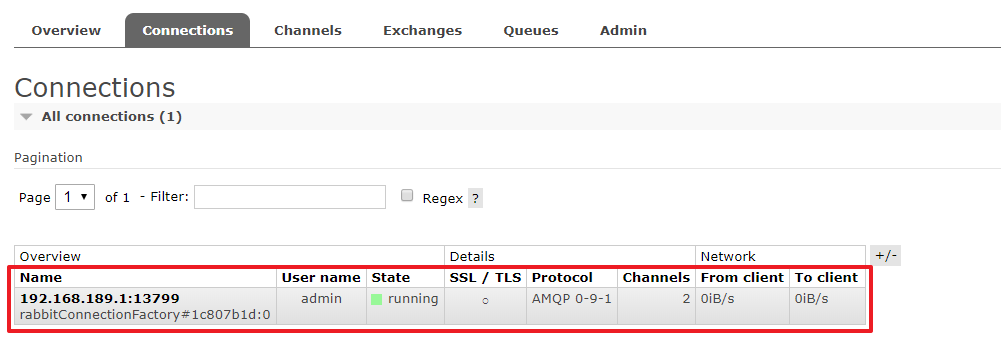 Overview Connections Channels Exchanges Queues Admin
Connections
All connections (1)
Pagination
Page 1 of 1 - Filter: Regex ?
Overview Details Network +/-
Name User name State SSL / TLS Protocol Channels From client To client
192.168.189.1:13799 admin running ○ AMQP 0-9-1 2 0iB/s 0iB/s
rabbitConnectionFactory#1c807b1d:0